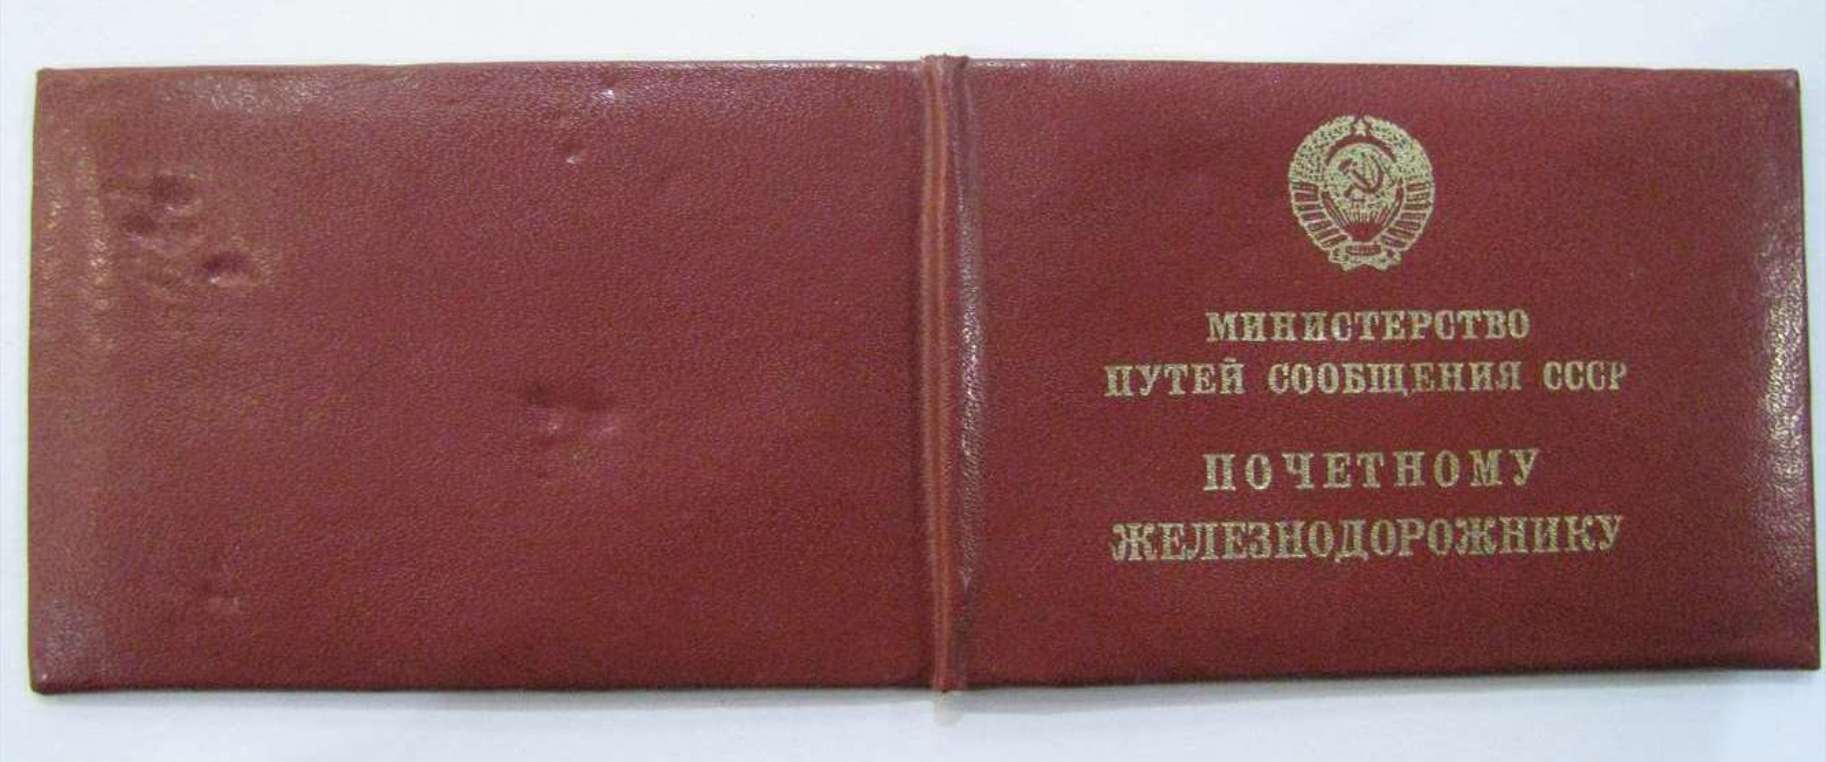 МИНИСТЕРСТВО
ПУТЕЙ СООБЩЕНИЯ СССР
ПОЧЕТНОМУ
ЖЕЛЕЗНОДОРОЖНИКУ